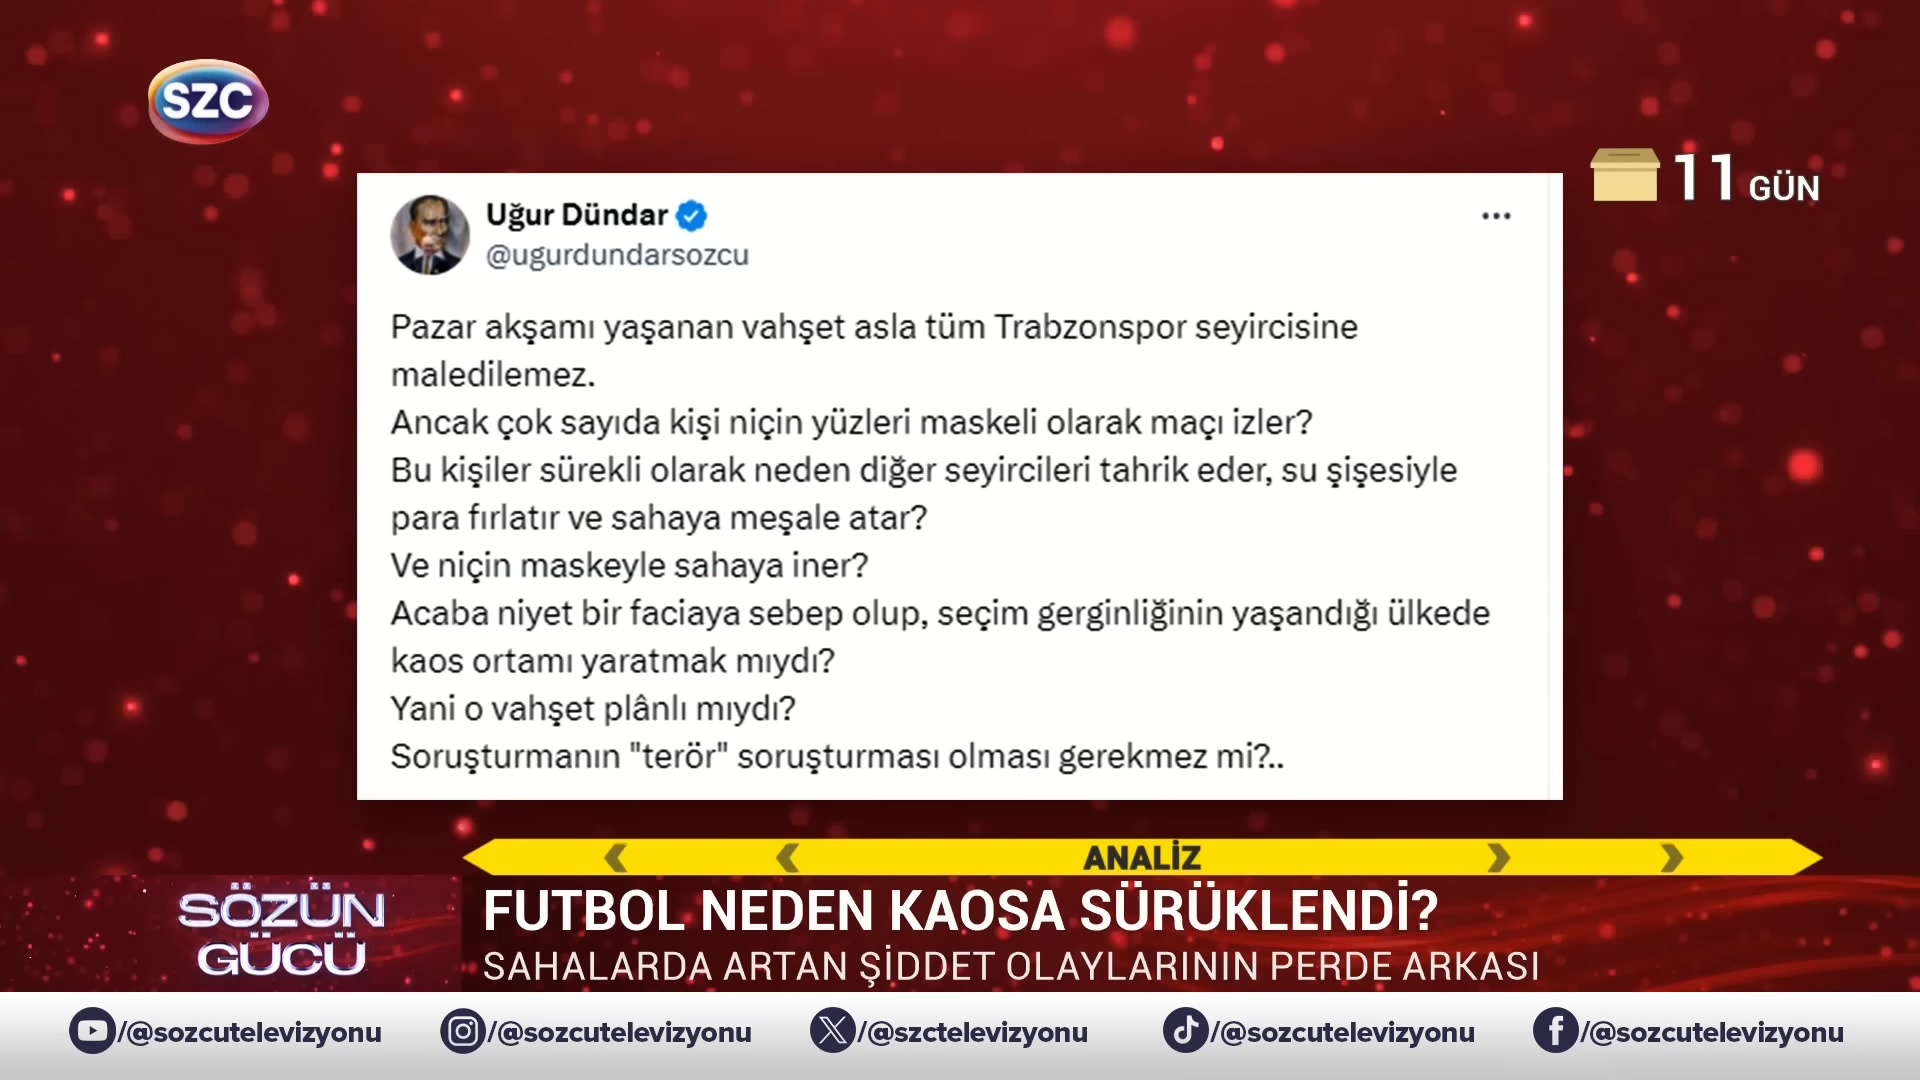 SZC
11 GÜN
Uğur Dündar
@ugurdundarsozcu
Pazar akşamı yaşanan vahşet asla tüm Trabzonspor seyircisine
maledilemez.
Ancak çok sayıda kişi niçin yüzleri maskeli olarak maçı izler?
Bu kişiler sürekli olarak neden diğer seyircileri tahrik eder, su şişesiyle
para fırlatır ve sahaya meşale atar?
Ve niçin maskeyle sahaya iner?
Acaba niyet bir faciaya sebep olup, seçim gerginliğinin yaşandığı ülkede
kaos ortamı yaratmak mıydı?
Yani o vahşet plânlı mıydı?
Soruşturmanın "terör" soruşturması olması gerekmez mi?..
ANALİZ
SÖZÜN
GÜCÜ
FUTBOL NEDEN KAOSA SÜRÜKLENDİ?
SAHALARDA ARTAN ŞİDDET OLAYLARININ PERDE ARKASI
/@sozcutelevizyonu
/@sozcutelevizyonu
/@szctelevizyonu
/@sozcutelevizyonu
/@sozcutelevizyonu